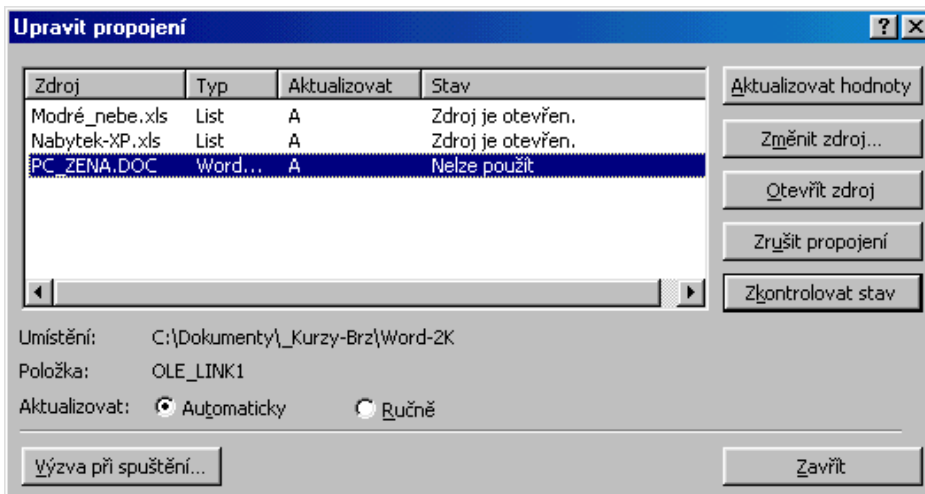 Upravit propojení
Zdroj Typ Aktualizovat Stav
Modré_nebe.xls List A Zdroj je otevřen.
Nabytek-XP.xls List A Zdroj je otevřen.
PC_ZENA.DOC Word... A Nelze použít
Aktualizovat hodnoty
Změnit zdroj...
Otevřít zdroj
Zrušit propojení
Zkontrolovat stav
Umístění: C:\Dokumenty\_Kurzy-Brz\Word-2K
Položka: OLE_LINK1
Aktualizovat: Automaticky Ručně
Výzva při spuštění... Zavřít